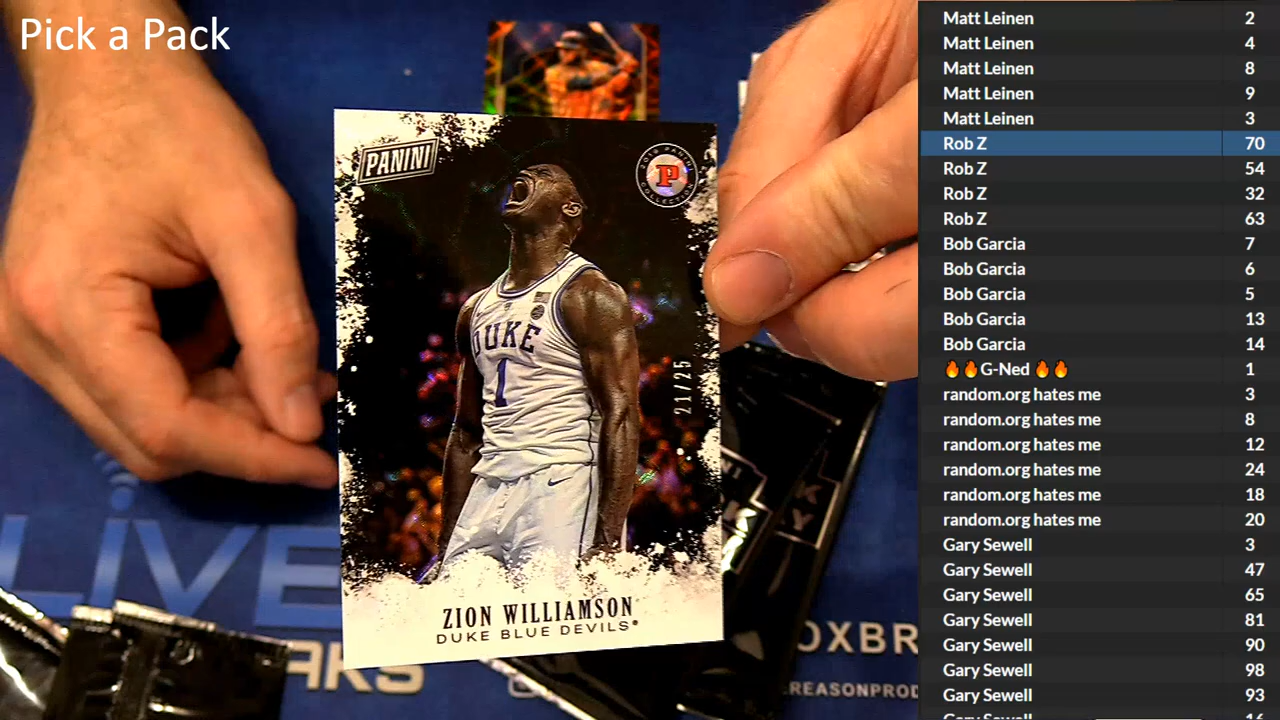 Pick a Pack
PANINI
2019 PANINI COLLECTION
P
DUKE
1
21/25
ZION WILLIAMSON
DUKE BLUE DEVILS®
LIVE
OXBR
EREASONPROD
Matt Leinen 2
Matt Leinen 4
Matt Leinen 8
Matt Leinen 9
Matt Leinen 3
Rob Z 70
Rob Z 54
Rob Z 32
Rob Z 63
Bob Garcia 7
Bob Garcia 6
Bob Garcia 5
Bob Garcia 13
Bob Garcia 14
🔥🔥G-Ned 🔥🔥 1
random.org hates me 3
random.org hates me 8
random.org hates me 12
random.org hates me 24
random.org hates me 18
random.org hates me 20
Gary Sewell 3
Gary Sewell 47
Gary Sewell 65
Gary Sewell 81
Gary Sewell 90
Gary Sewell 98
Gary Sewell 93